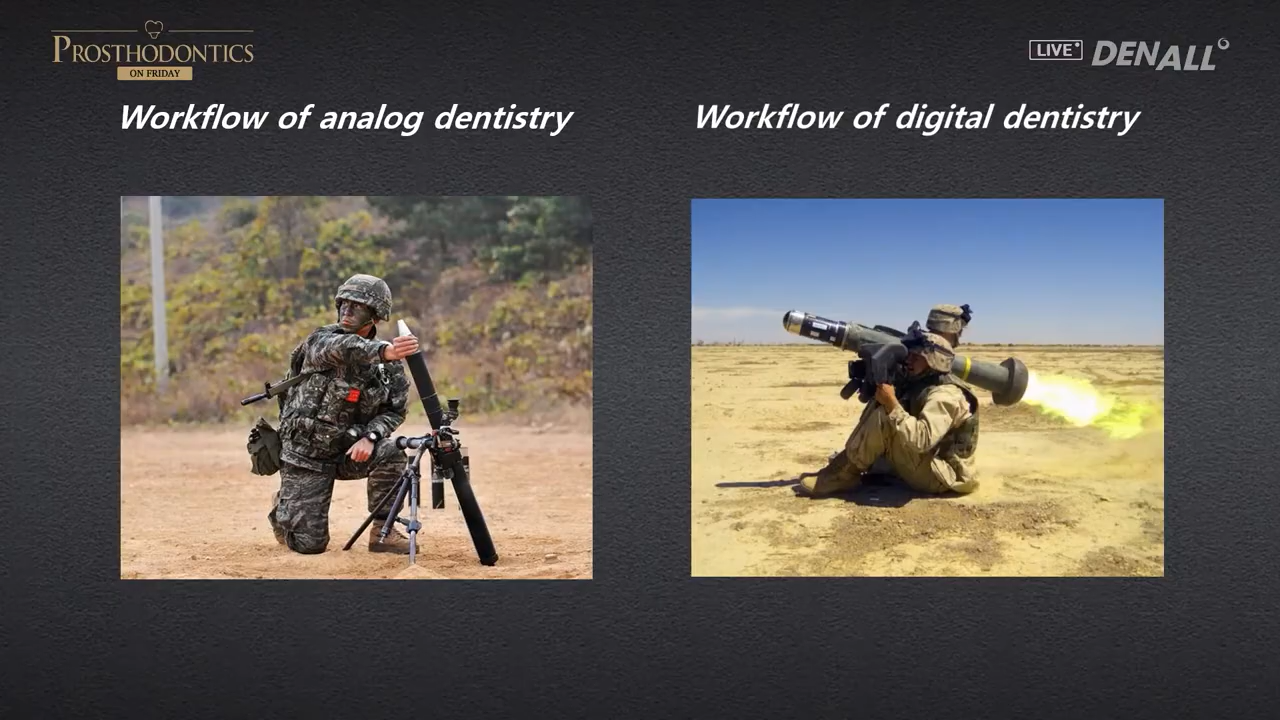 PROSTHODONTICS
ON FRIDAY
LIVE
DENALL
Workflow of analog dentistry
Workflow of digital dentistry